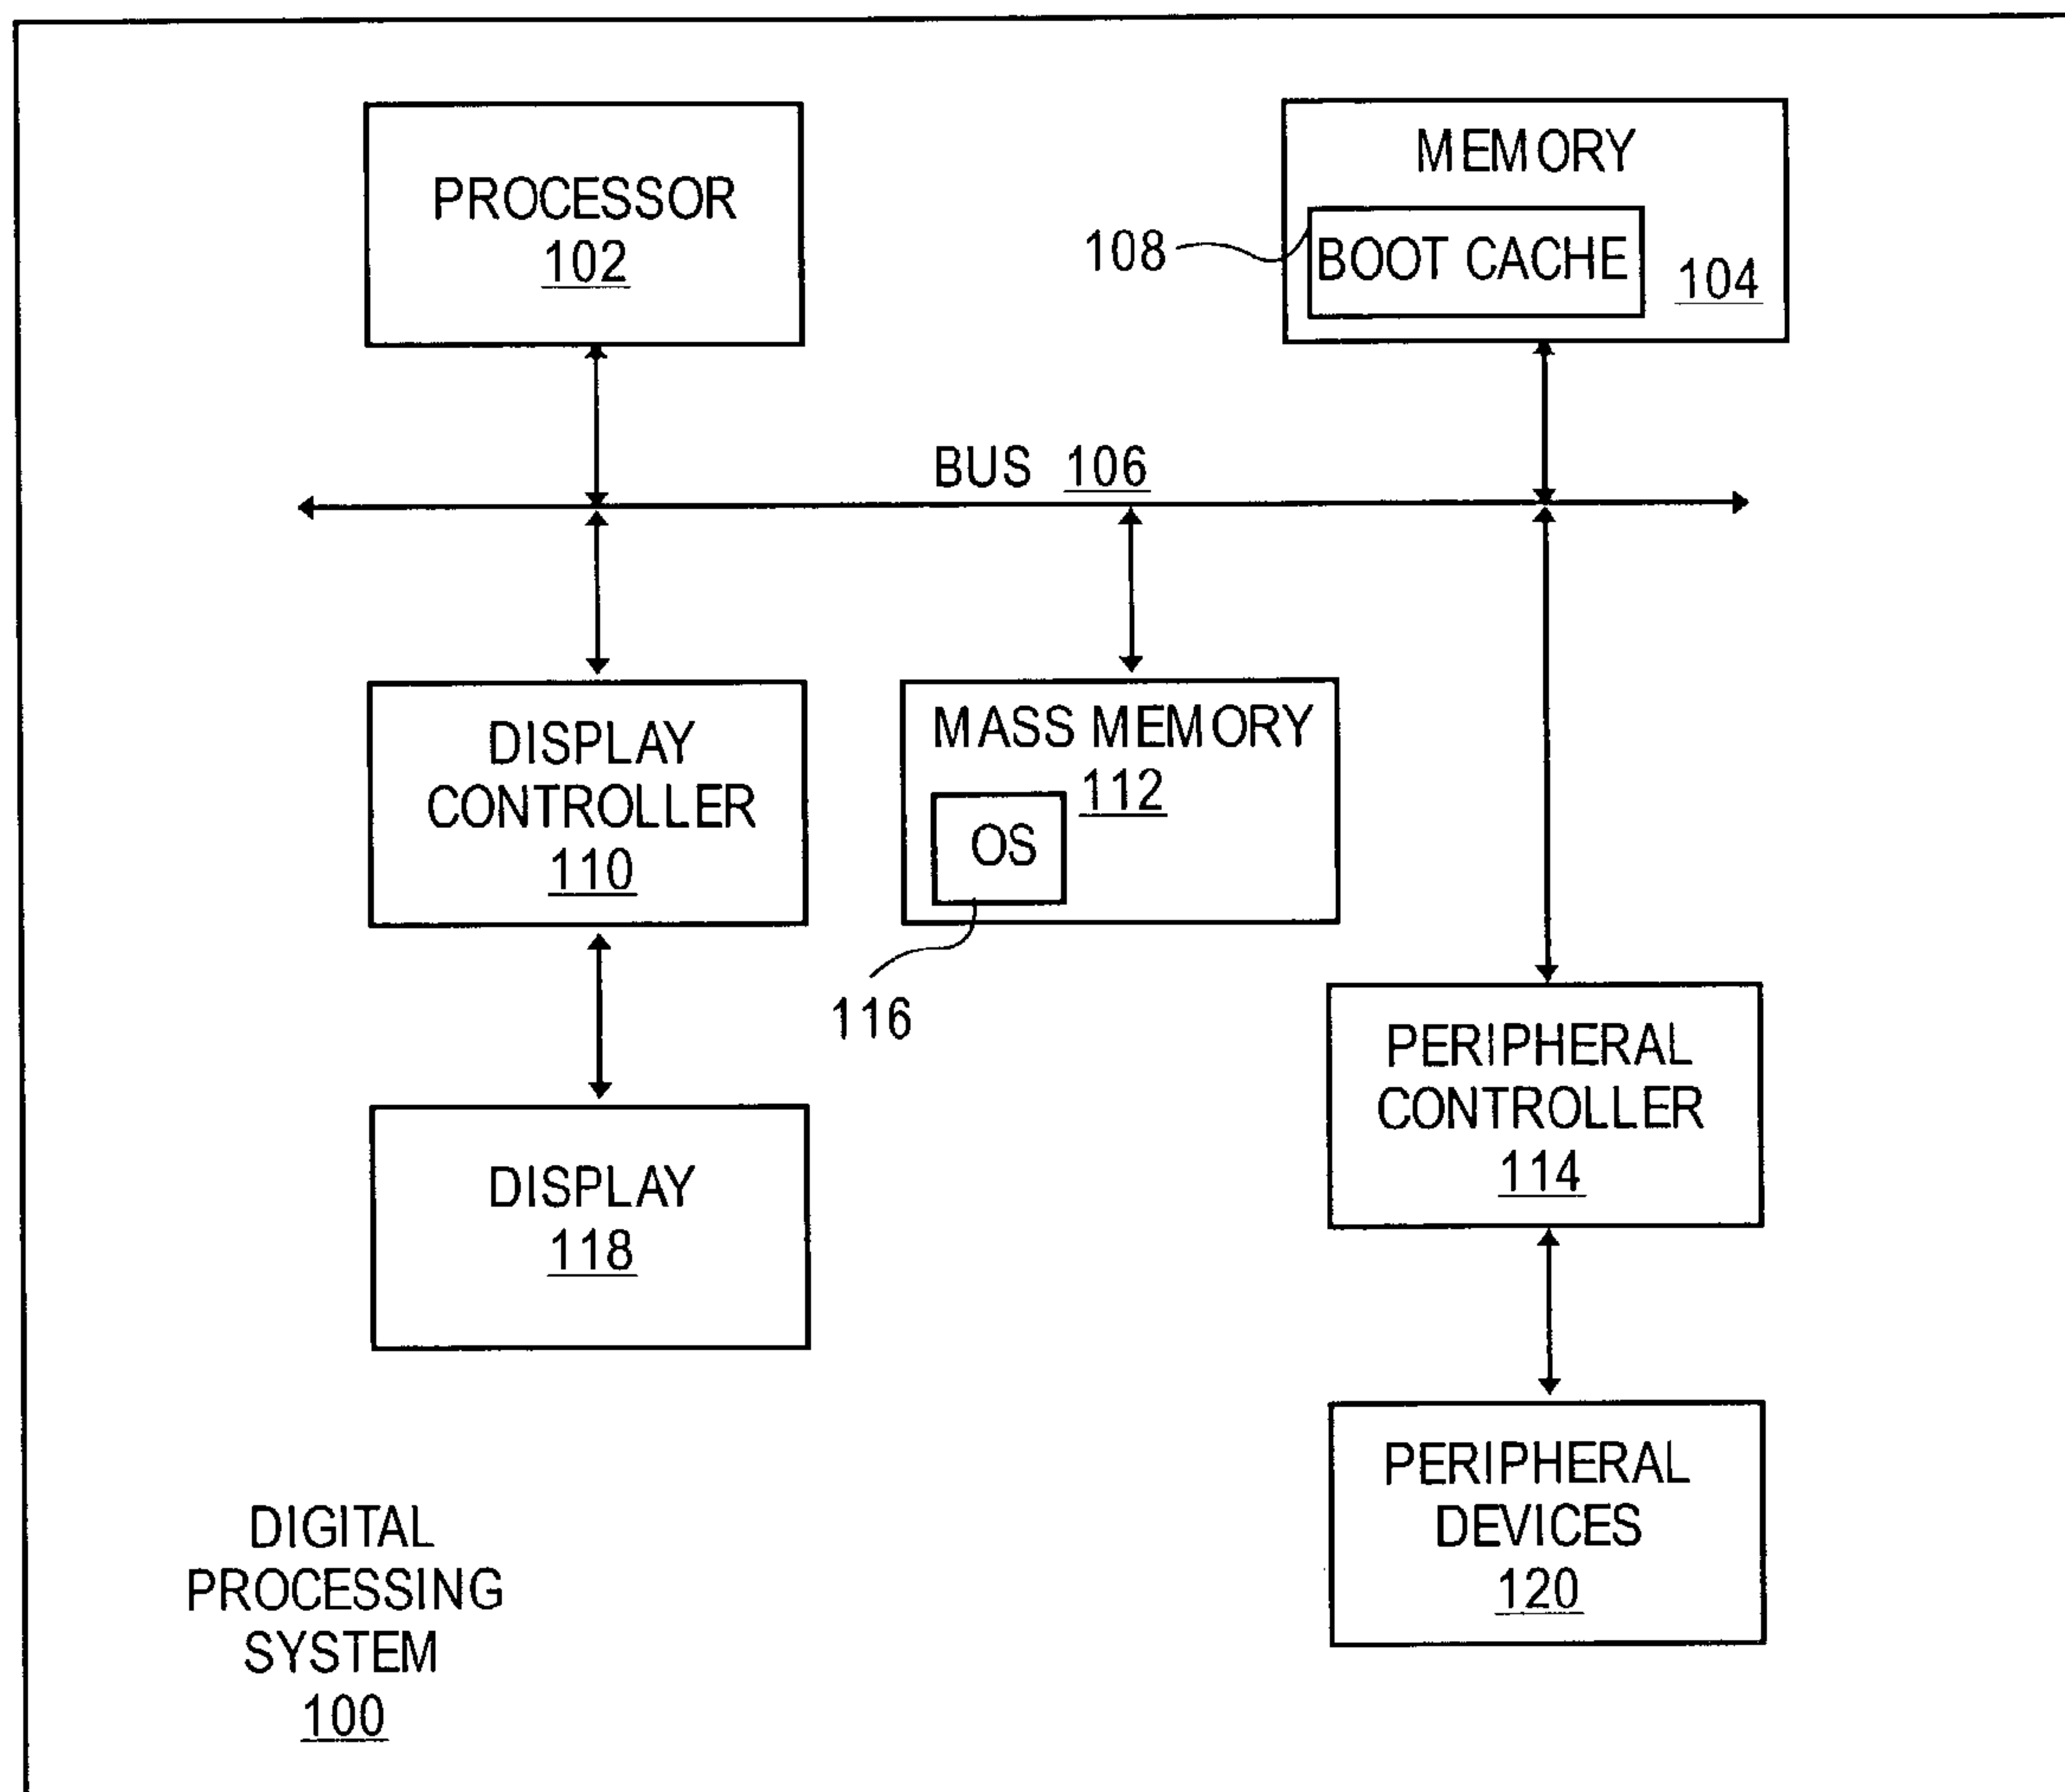 PROCESSOR
102
MEMORY
108
BOOT CACHE
104
BUS 106
DISPLAY
CONTROLLER
110
MASS MEMORY
112
OS
116
PERIPHERAL
CONTROLLER
114
DISPLAY
118
PERIPHERAL
DEVICES
120
DIGITAL
PROCESSING
SYSTEM
100